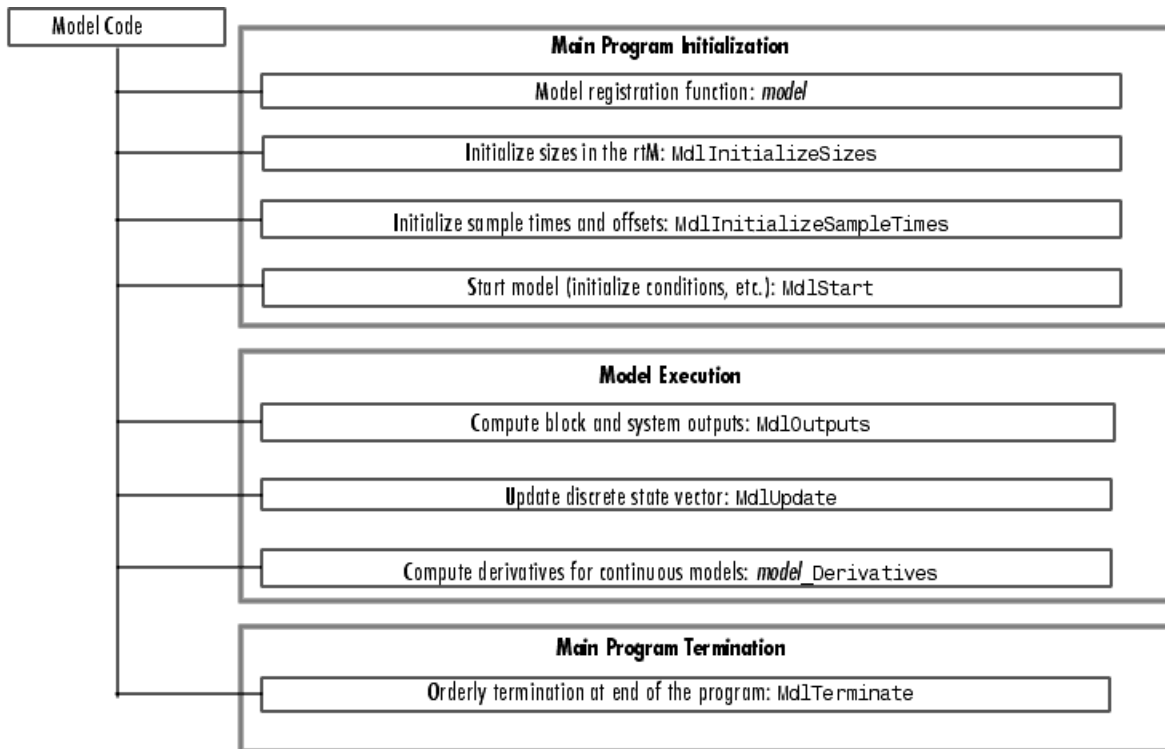 Model Code
Main Program Initialization
Model registration function: model
Initialize sizes in the rtM: MdlInitializeSizes
Initialize sample times and offsets: MdlInitializeSampleTimes
Start model (initialize conditions, etc.): MdlStart
Model Execution
Compute block and system outputs: MdlOutputs
Update discrete state vector: MdlUpdate
Compute derivatives for continuous models: model_Derivatives
Main Program Termination
Orderly termination at end of the program: MdlTerminate